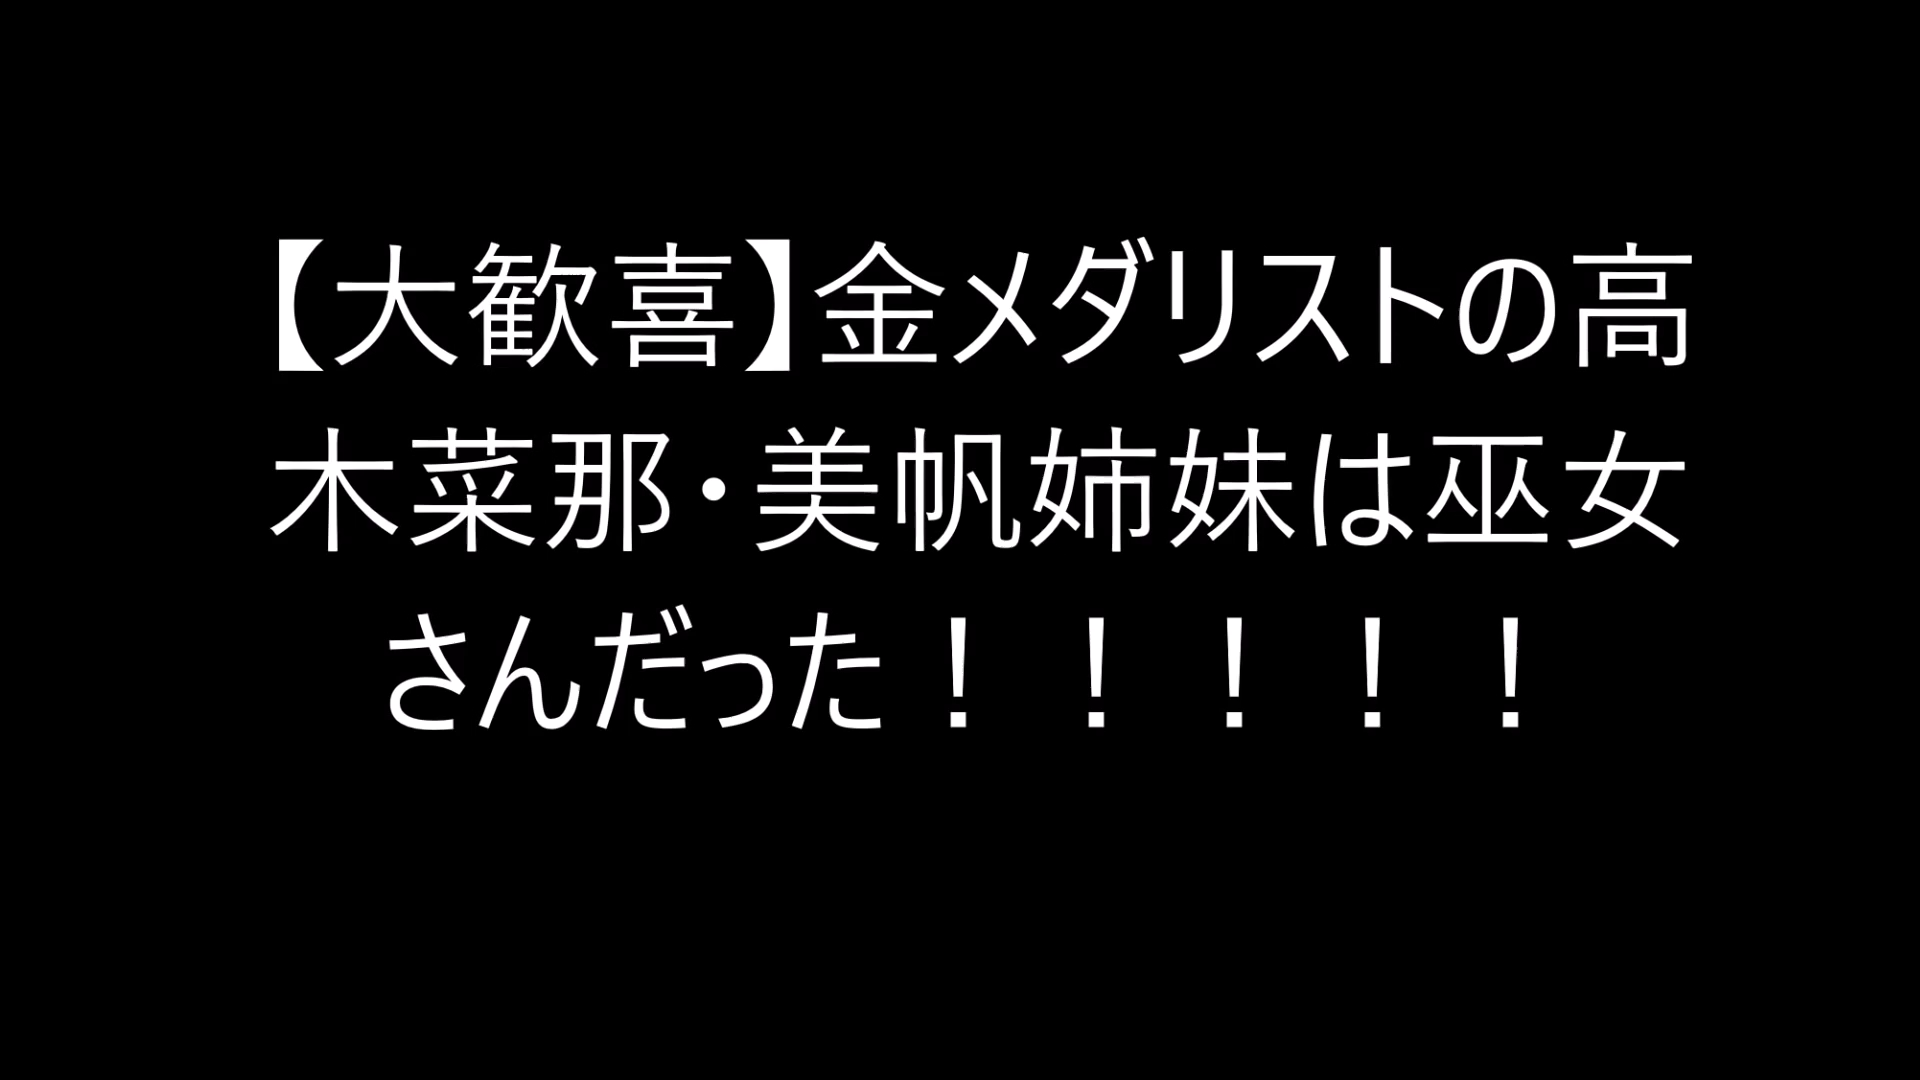 【大歓喜】金メダリストの高
木菜那・美帆姉妹は巫女
さんだった！！！！！